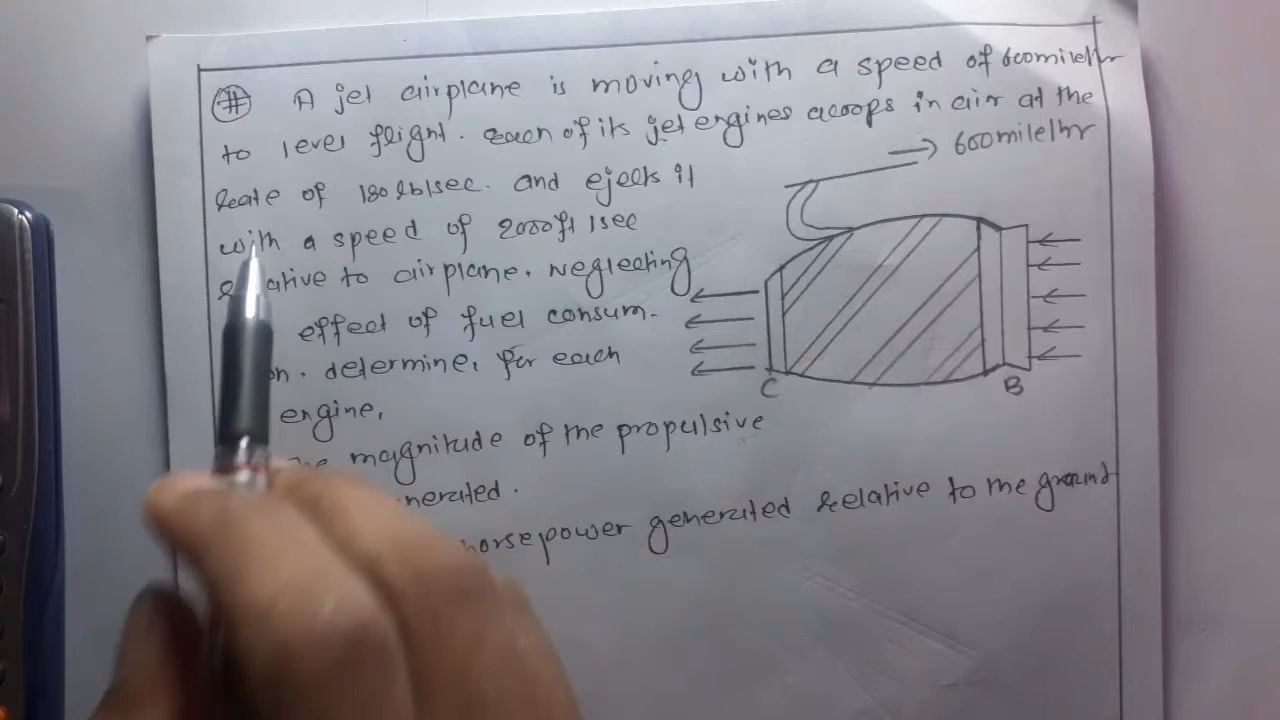 # A jet airplane is moving with a speed of 600mile/hr
to level flight. each of its jet engines scoops in air at the
Rate of 180 lb/sec. and ejects it
with a speed of 2000ft/sec
to airplane. Neglecting
effect of fuel consum-
determine, for each
engine,
magnitude of the propulsive
horsepower generated relative to the ground
600mile/hr
C
B